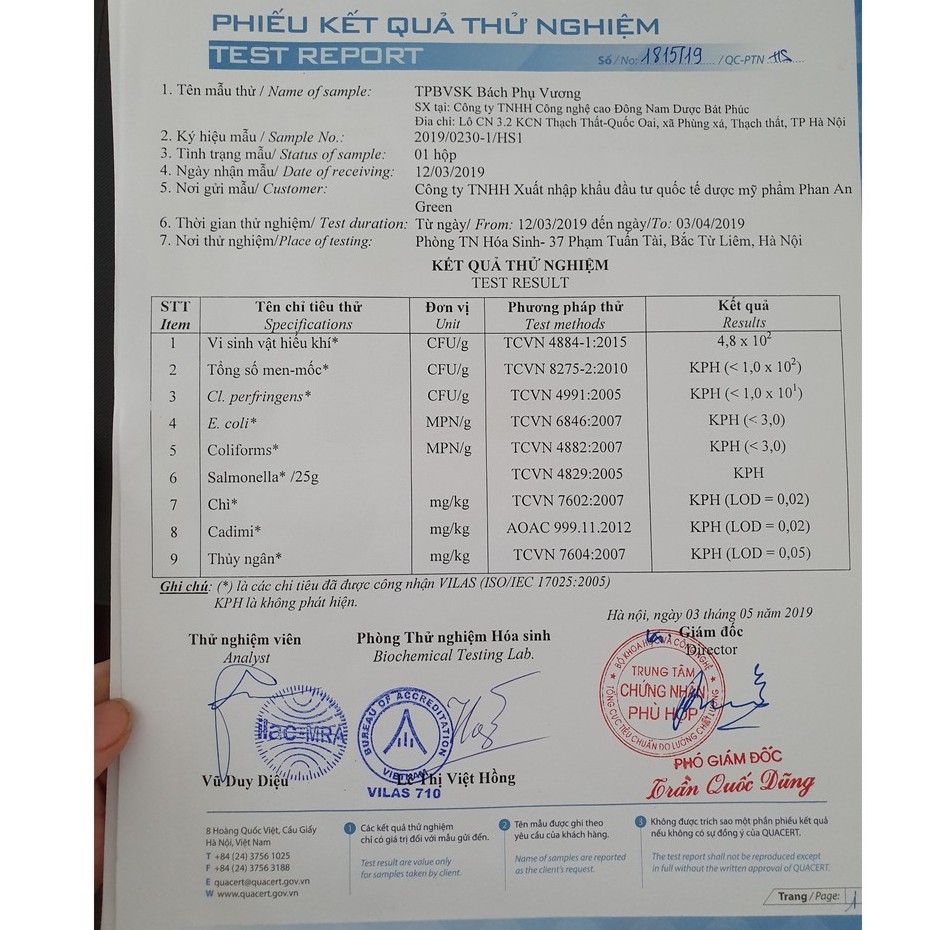 PHIẾU KẾT QUẢ THỬ NGHIỆM
TEST REPORT
Số / No: 1815/19 / QC-PTN HS
1. Tên mẫu thử / Name of sample: TPBVSK Bách Phụ Vương
SX tại: Công ty TNHH Công nghệ cao Đông Nam Dược Bát Phúc
Địa chỉ: Lô CN 3.2 KCN Thạch Thất-Quốc Oai, xã Phùng xá, Thạch thất, TP Hà Nội
2. Ký hiệu mẫu / Sample No.: 2019/0230-1/HS1
3. Tình trạng mẫu/ Status of sample: 01 hộp
4. Ngày nhận mẫu/ Date of receiving: 12/03/2019
5. Nơi gửi mẫu/ Customer: Công ty TNHH Xuất nhập khẩu đầu tư quốc tế dược mỹ phẩm Phan An
Green
6. Thời gian thử nghiệm/ Test duration: Từ ngày/ From: 12/03/2019 đến ngày/To: 03/04/2019
7. Nơi thử nghiệm/Place of testing: Phòng TN Hóa Sinh- 37 Phạm Tuấn Tài, Bắc Từ Liêm, Hà Nội
KẾT QUẢ THỬ NGHIỆM
TEST RESULT
STT Tên chỉ tiêu thử Đơn vị Phương pháp thử Kết quả
Item Specifications Unit Test methods Results
1 Vi sinh vật hiếu khí* CFU/g TCVN 4884-1:2015 4,8 x 10²
2 Tổng số men-mốc* CFU/g TCVN 8275-2:2010 KPH (< 1,0 x 10²)
3 Cl. perfringens* CFU/g TCVN 4991:2005 KPH (< 1,0 x 10¹)
4 E. coli* MPN/g TCVN 6846:2007 KPH (< 3,0)
5 Coliforms* MPN/g TCVN 4882:2007 KPH (< 3,0)
6 Salmonella* /25g TCVN 4829:2005 KPH
7 Chì* mg/kg TCVN 7602:2007 KPH (LOD = 0,02)
8 Cadimi* mg/kg AOAC 999.11.2012 KPH (LOD = 0,02)
9 Thủy ngân* mg/kg TCVN 7604:2007 KPH (LOD = 0,05)
Ghi chú: (*) là các chỉ tiêu đã được công nhận VILAS (ISO/IEC 17025:2005)
KPH là không phát hiện.
Hà nội, ngày 03 tháng 05 năm 2019
Thử nghiệm viên Phòng Thử nghiệm Hóa sinh Giám đốc
Analyst Biochemical Testing Lab. Director
ilac-MRA
BUREAU OF ACCREDITATION
VIETNAM
VILAS 710
BỘ KHOA HỌC VÀ CÔNG NGHỆ
TRUNG TÂM
CHỨNG NHẬN
PHÙ HỢP
TỔNG CỤC TIÊU CHUẨN ĐO LƯỜNG CHẤT LƯỢNG
Vũ Duy Diệu Lê Thị Việt Hồng
PHÓ GIÁM ĐỐC
Trần Quốc Dũng
8 Hoàng Quốc Việt, Cầu Giấy
Hà Nội, Việt Nam
T +84 (24) 3756 1025
F +84 (24) 3756 3188
E quacert@quacert.gov.vn
W www.quacert.gov.vn
1 Các kết quả thử nghiệm
chỉ có giá trị đối với mẫu gửi đến.
Test result are value only
for samples taken by client.
2 Tên mẫu được ghi theo
yêu cầu của khách hàng.
Name of samples are reported
as the client's request.
3 Không được trích sao một phần phiếu kết quả
nếu không có sự đồng ý của QUACERT.
The test report shall not be reproduced except
in full without the written approval of QUACERT.
Trang / Page: 1